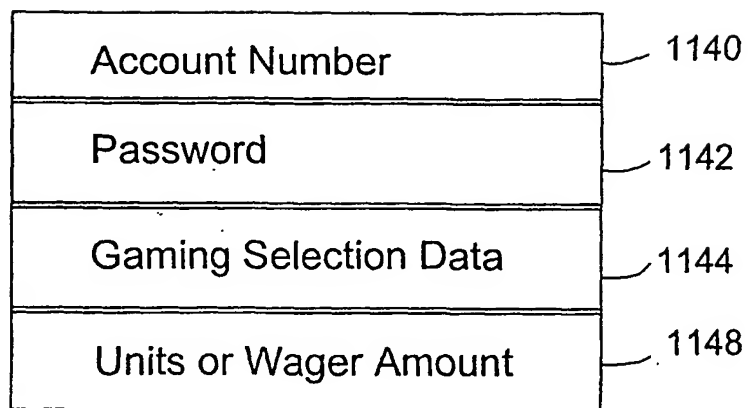 Account Number 1140
Password 1142
Gaming Selection Data 1144
Units or Wager Amount 1148